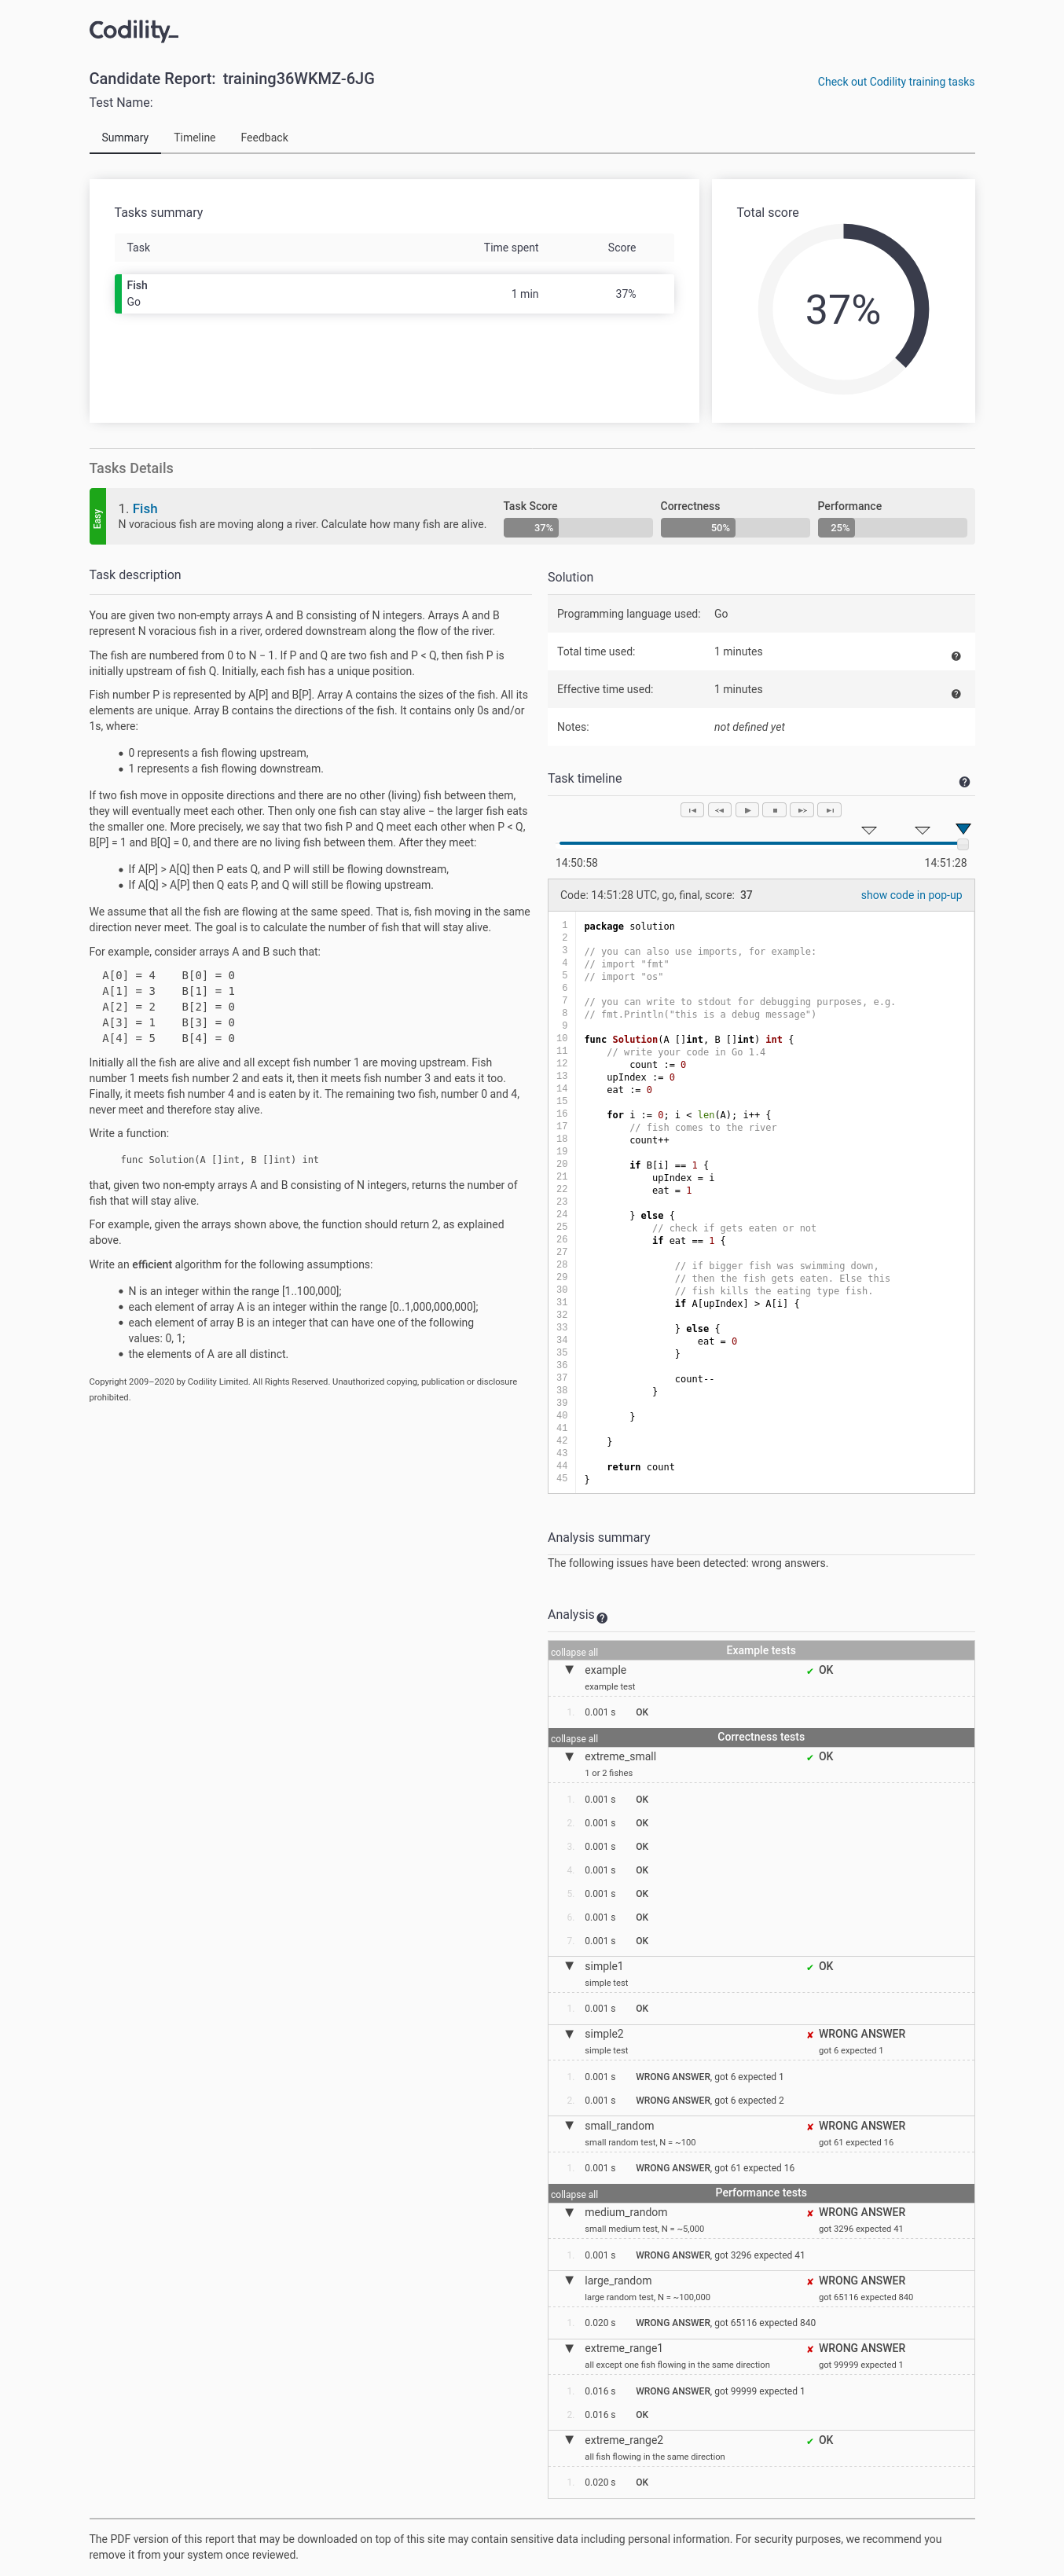 Codility_
Candidate Report: training36WKMZ-6JG
Check out Codility training tasks
Test Name:
Summary Timeline Feedback
Tasks summary
Task Time spent Score
Fish
Go
1 min 37%
Total score
37%
Tasks Details
Easy
1. Fish
N voracious fish are moving along a river. Calculate how many fish are alive.
Task Score
37%
Correctness
50%
Performance
25%
Task description
You are given two non-empty arrays A and B consisting of N integers. Arrays A and B
represent N voracious fish in a river, ordered downstream along the flow of the river.
The fish are numbered from 0 to N − 1. If P and Q are two fish and P < Q, then fish P is
initially upstream of fish Q. Initially, each fish has a unique position.
Fish number P is represented by A[P] and B[P]. Array A contains the sizes of the fish. All its
elements are unique. Array B contains the directions of the fish. It contains only 0s and/or
1s, where:
• 0 represents a fish flowing upstream,
• 1 represents a fish flowing downstream.
If two fish move in opposite directions and there are no other (living) fish between them,
they will eventually meet each other. Then only one fish can stay alive − the larger fish eats
the smaller one. More precisely, we say that two fish P and Q meet each other when P < Q,
B[P] = 1 and B[Q] = 0, and there are no living fish between them. After they meet:
• If A[P] > A[Q] then P eats Q, and P will still be flowing downstream,
• If A[Q] > A[P] then Q eats P, and Q will still be flowing upstream.
We assume that all the fish are flowing at the same speed. That is, fish moving in the same
direction never meet. The goal is to calculate the number of fish that will stay alive.
For example, consider arrays A and B such that:
A[0] = 4 B[0] = 0
A[1] = 3 B[1] = 1
A[2] = 2 B[2] = 0
A[3] = 1 B[3] = 0
A[4] = 5 B[4] = 0
Initially all the fish are alive and all except fish number 1 are moving upstream. Fish
number 1 meets fish number 2 and eats it, then it meets fish number 3 and eats it too.
Finally, it meets fish number 4 and is eaten by it. The remaining two fish, number 0 and 4,
never meet and therefore stay alive.
Write a function:
func Solution(A []int, B []int) int
that, given two non-empty arrays A and B consisting of N integers, returns the number of
fish that will stay alive.
For example, given the arrays shown above, the function should return 2, as explained
above.
Write an efficient algorithm for the following assumptions:
• N is an integer within the range [1..100,000];
• each element of array A is an integer within the range [0..1,000,000,000];
• each element of array B is an integer that can have one of the following
values: 0, 1;
• the elements of A are all distinct.
Copyright 2009–2020 by Codility Limited. All Rights Reserved. Unauthorized copying, publication or disclosure
prohibited.
Solution
Programming language used: Go
Total time used: 1 minutes ?
Effective time used: 1 minutes ?
Notes: not defined yet
Task timeline ?
14:50:58 14:51:28
Code: 14:51:28 UTC, go, final, score: 37
show code in pop-up
1 package solution
2
3 // you can also use imports, for example:
4 // import "fmt"
5 // import "os"
6
7 // you can write to stdout for debugging purposes, e.g.
8 // fmt.Println("this is a debug message")
9
10 func Solution(A []int, B []int) int {
11 // write your code in Go 1.4
12 count := 0
13 upIndex := 0
14 eat := 0
15
16 for i := 0; i < len(A); i++ {
17 // fish comes to the river
18 count++
19
20 if B[i] == 1 {
21 upIndex = i
22 eat = 1
23
24 } else {
25 // check if gets eaten or not
26 if eat == 1 {
27
28 // if bigger fish was swimming down,
29 // then the fish gets eaten. Else this
30 // fish kills the eating type fish.
31 if A[upIndex] > A[i] {
32
33 } else {
34 eat = 0
35 }
36
37 count--
38 }
39
40 }
41
42 }
43
44 return count
45 }
Analysis summary
The following issues have been detected: wrong answers.
Analysis ?
collapse all Example tests
▼ example ✔ OK
example test
1. 0.001 s OK
collapse all Correctness tests
▼ extreme_small ✔ OK
1 or 2 fishes
1. 0.001 s OK
2. 0.001 s OK
3. 0.001 s OK
4. 0.001 s OK
5. 0.001 s OK
6. 0.001 s OK
7. 0.001 s OK
▼ simple1 ✔ OK
simple test
1. 0.001 s OK
▼ simple2 ✘ WRONG ANSWER
simple test got 6 expected 1
1. 0.001 s WRONG ANSWER, got 6 expected 1
2. 0.001 s WRONG ANSWER, got 6 expected 2
▼ small_random ✘ WRONG ANSWER
small random test, N = ~100 got 61 expected 16
1. 0.001 s WRONG ANSWER, got 61 expected 16
collapse all Performance tests
▼ medium_random ✘ WRONG ANSWER
small medium test, N = ~5,000 got 3296 expected 41
1. 0.001 s WRONG ANSWER, got 3296 expected 41
▼ large_random ✘ WRONG ANSWER
large random test, N = ~100,000 got 65116 expected 840
1. 0.020 s WRONG ANSWER, got 65116 expected 840
▼ extreme_range1 ✘ WRONG ANSWER
all except one fish flowing in the same direction got 99999 expected 1
1. 0.016 s WRONG ANSWER, got 99999 expected 1
2. 0.016 s OK
▼ extreme_range2 ✔ OK
all fish flowing in the same direction
1. 0.020 s OK
The PDF version of this report that may be downloaded on top of this site may contain sensitive data including personal information. For security purposes, we recommend you
remove it from your system once reviewed.